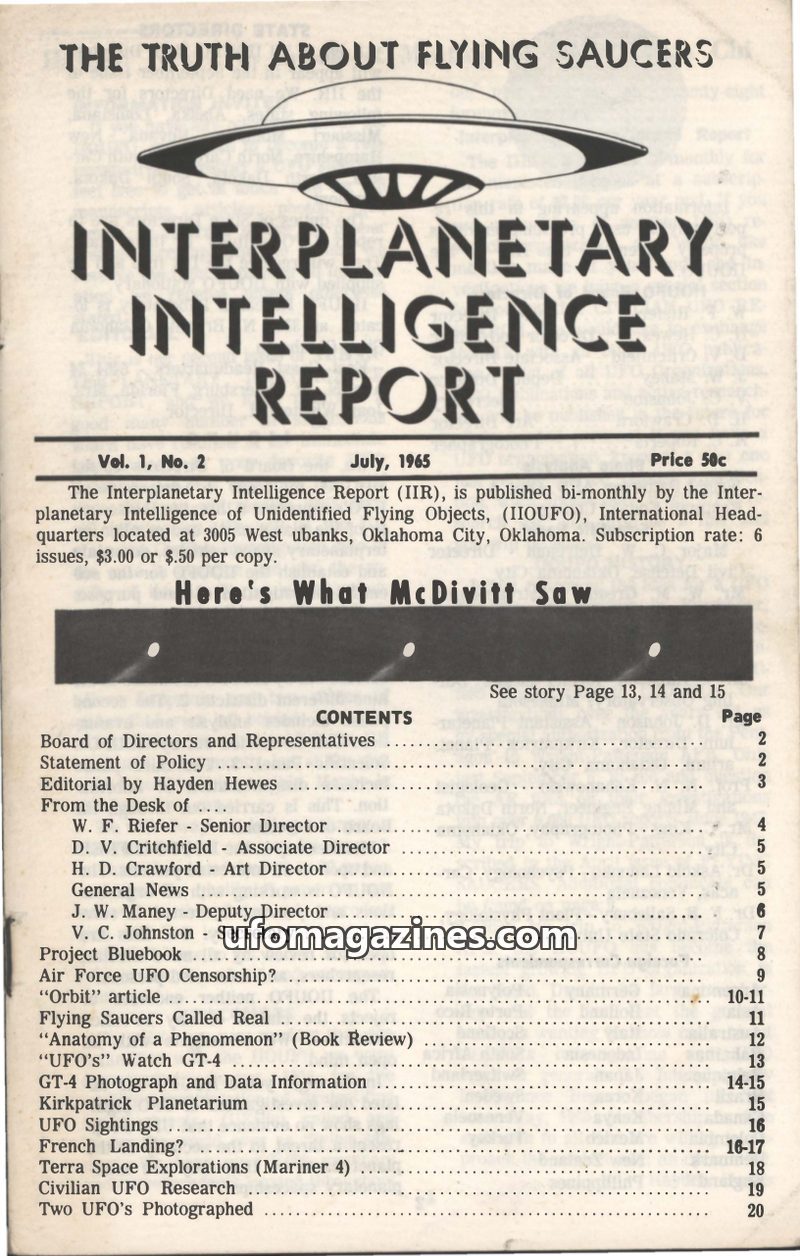 THE TRUTH ABOUT FLYING SAUCERS
INTERPLANETARY
INTELLIGENCE
REPORT
Vol. 1, No. 2 July, 1965 Price 50c
The Interplanetary Intelligence Report (IIR), is published bi-monthly by the Inter-
planetary Intelligence of Unidentified Flying Objects, (IIOUFO), International Head-
quarters located at 3005 West ubanks, Oklahoma City, Oklahoma. Subscription rate: 6
issues, $3.00 or $.50 per copy.
Here's What McDivitt Saw
See story Page 13, 14 and 15
CONTENTS Page
Board of Directors and Representatives 2
Statement of Policy 2
Editorial by Hayden Hewes 3
From the Desk of ....
W. F. Riefer - Senior Director 4
D. V. Critchfield - Associate Director 5
H. D. Crawford - Art Director 5
General News 5
J. W. Maney - Deputy Director 6
V. C. Johnston - 7
ufomagazines.com
Project Bluebook 8
Air Force UFO Censorship? 9
"Orbit" article 10-11
Flying Saucers Called Real 11
"Anatomy of a Phenomenon" (Book Review) 12
"UFO's" Watch GT-4 13
GT-4 Photograph and Data Information 14-15
Kirkpatrick Planetarium 15
UFO Sightings 16
French Landing? 16-17
Terra Space Explorations (Mariner 4) 18
Civilian UFO Research 19
Two UFO's Photographed 20